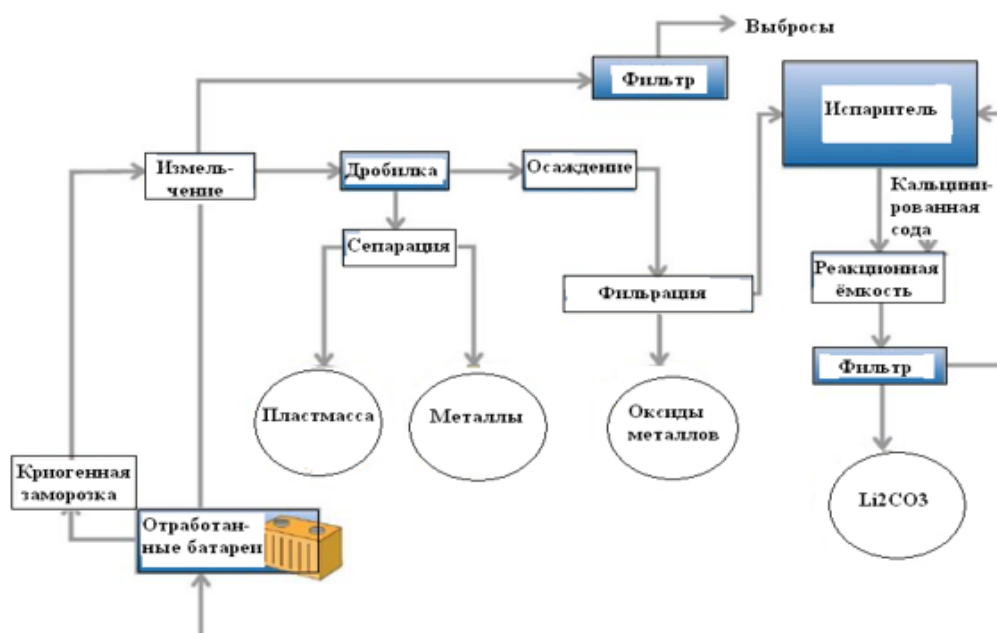 Выбросы
Фильтр
Испаритель
Измель-
чение
Дробилка
Осаждение
Кальцини-
рованная
сода
Сепарация
Реакционная
ёмкость
Фильрация
Фильтр
Пластмасса
Металлы
Оксиды
металлов
Криогенная
заморозка
Li2CO3
Отработан-
ные батареи